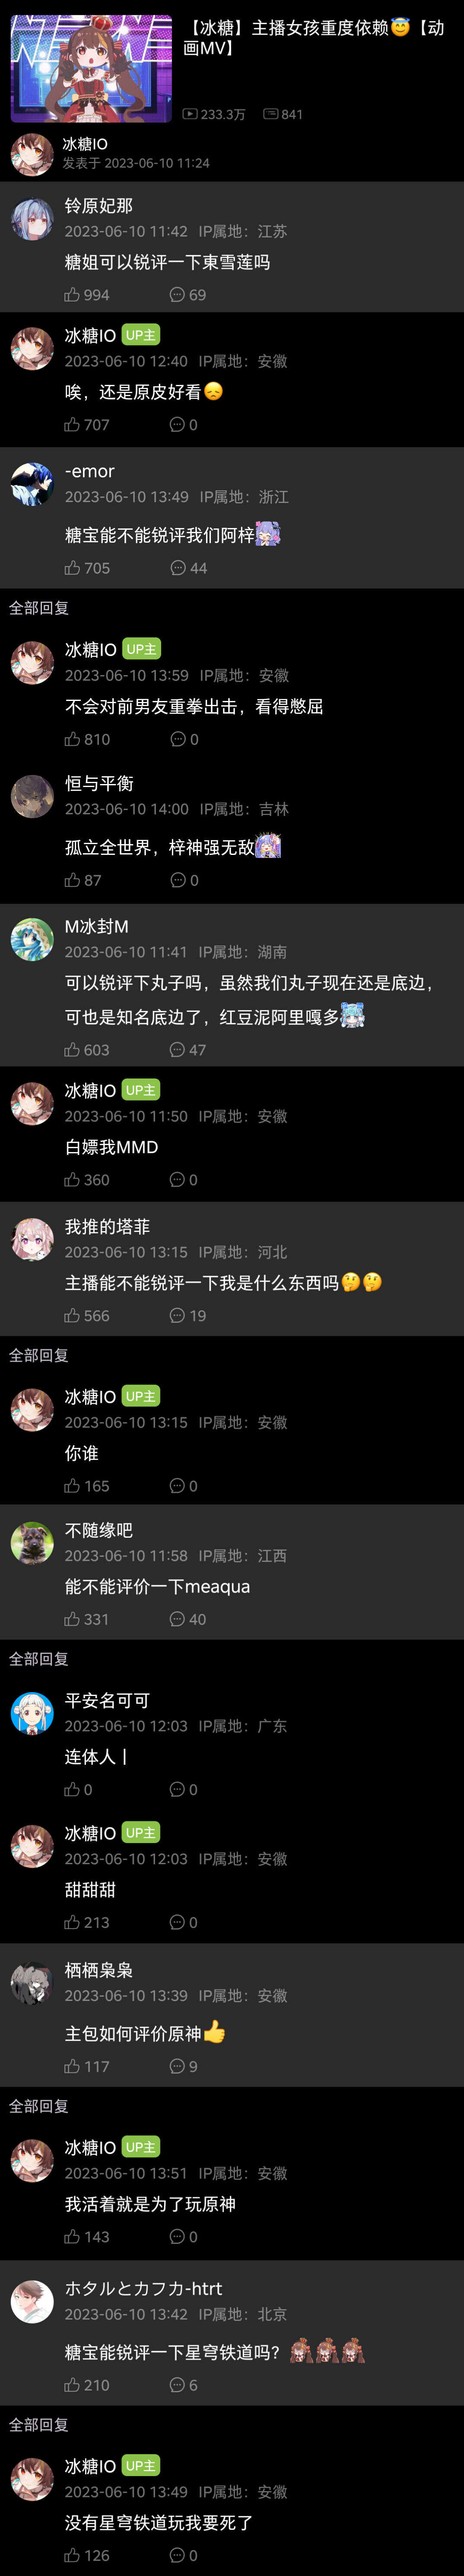 【冰糖】主播女孩重度依赖😇【动
画MV】
233.3万 841
冰糖IO
发表于 2023-06-10 11:24
铃原妃那
2023-06-10 11:42 IP属地：江苏
糖姐可以锐评一下東雪莲吗
994 69
冰糖IO UP主
2023-06-10 12:40 IP属地：安徽
唉，还是原皮好看😞
707 0
-emor
2023-06-10 13:49 IP属地：浙江
糖宝能不能锐评我们阿梓
705 44
全部回复
冰糖IO UP主
2023-06-10 13:59 IP属地：安徽
不会对前男友重拳出击，看得憋屈
810 0
恒与平衡
2023-06-10 14:00 IP属地：吉林
孤立全世界，梓神强无敌
87 0
M冰封M
2023-06-10 11:41 IP属地：湖南
可以锐评下丸子吗，虽然我们丸子现在还是底边，
可也是知名底边了，红豆泥阿里嘎多
603 47
冰糖IO UP主
2023-06-10 11:50 IP属地：安徽
白嫖我MMD
360 0
我推的塔菲
2023-06-10 13:15 IP属地：河北
主播能不能锐评一下我是什么东西吗🤔🤔
566 19
全部回复
冰糖IO UP主
2023-06-10 13:15 IP属地：安徽
你谁
165 0
不随缘吧
2023-06-10 11:58 IP属地：江西
能不能评价一下meaqua
331 40
全部回复
平安名可可
2023-06-10 12:03 IP属地：广东
连体人丨
0 0
冰糖IO UP主
2023-06-10 12:03 IP属地：安徽
甜甜甜
213 0
栖栖枭枭
2023-06-10 13:39 IP属地：安徽
主包如何评价原神👍
117 9
全部回复
冰糖IO UP主
2023-06-10 13:51 IP属地：安徽
我活着就是为了玩原神
143 0
ホタルとカフカ-htrt
2023-06-10 13:42 IP属地：北京
糖宝能锐评一下星穹铁道吗？
210 6
全部回复
冰糖IO UP主
2023-06-10 13:49 IP属地：安徽
没有星穹铁道玩我要死了
126 0